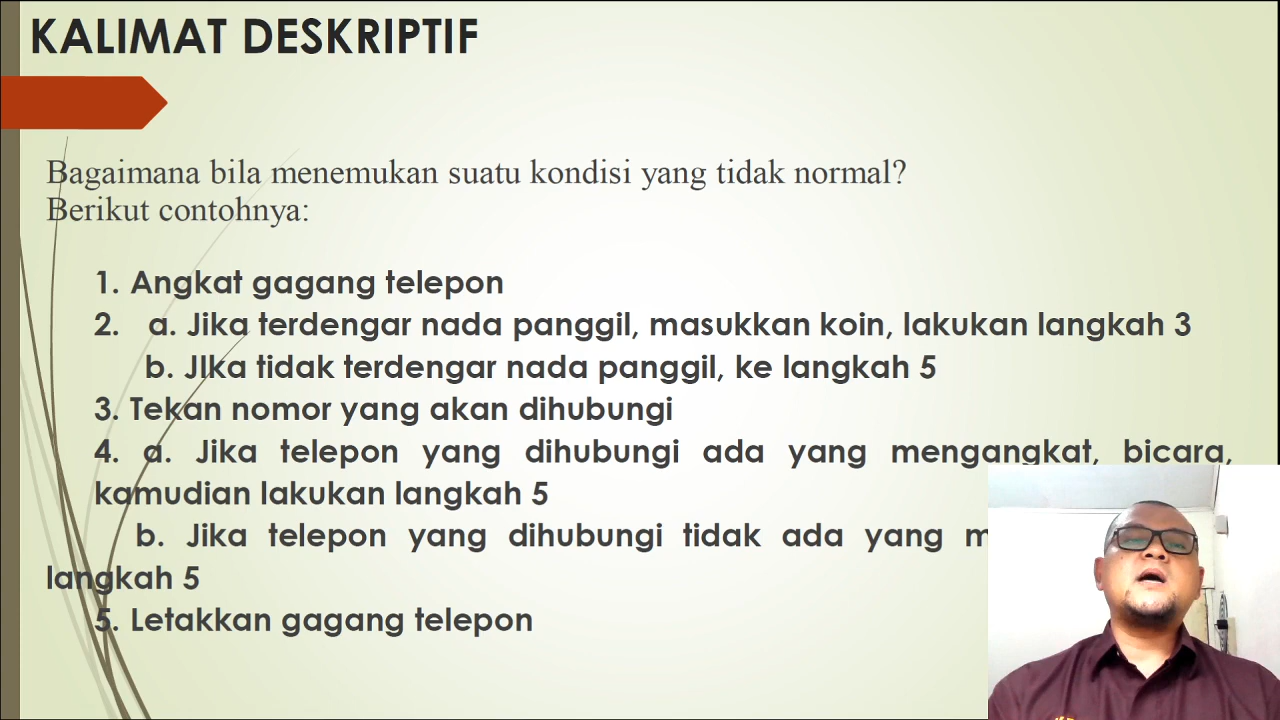 KALIMAT DESKRIPTIF
Bagaimana bila menemukan suatu kondisi yang tidak normal?
Berikut contohnya:
1. Angkat gagang telepon
2. a. Jika terdengar nada panggil, masukkan koin, lakukan langkah 3
b. JIka tidak terdengar nada panggil, ke langkah 5
3. Tekan nomor yang akan dihubungi
4. a. Jika telepon yang dihubungi ada yang mengangkat, bicara,
kamudian lakukan langkah 5
b. Jika telepon yang dihubungi tidak ada yang
langkah 5
5. Letakkan gagang telepon